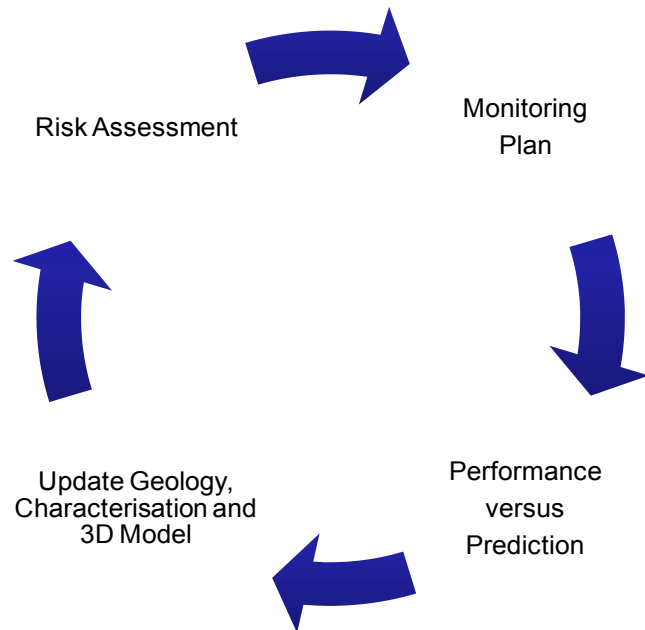 Risk Assessment
Monitoring
Plan
Performance
versus
Prediction
Update Geology,
Characterisation and
3D Model